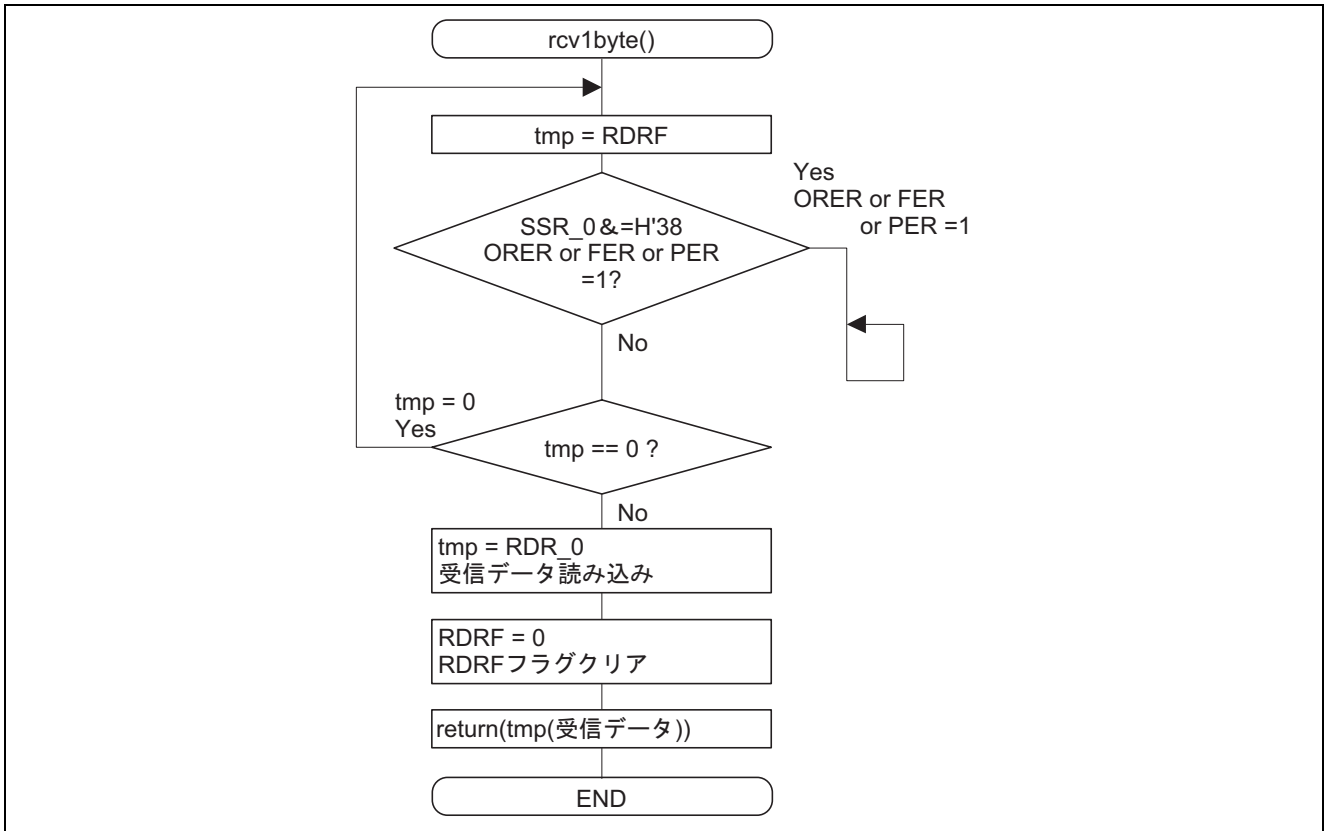 rcv1byte()
tmp = RDRF
Yes
ORER or FER
or PER =1
SSR_0&=H'38
ORER or FER or PER
=1?
No
tmp = 0
Yes
tmp == 0 ?
No
tmp = RDR_0
受信データ読み込み
RDRF = 0
RDRFフラグクリア
return(tmp(受信データ))
END